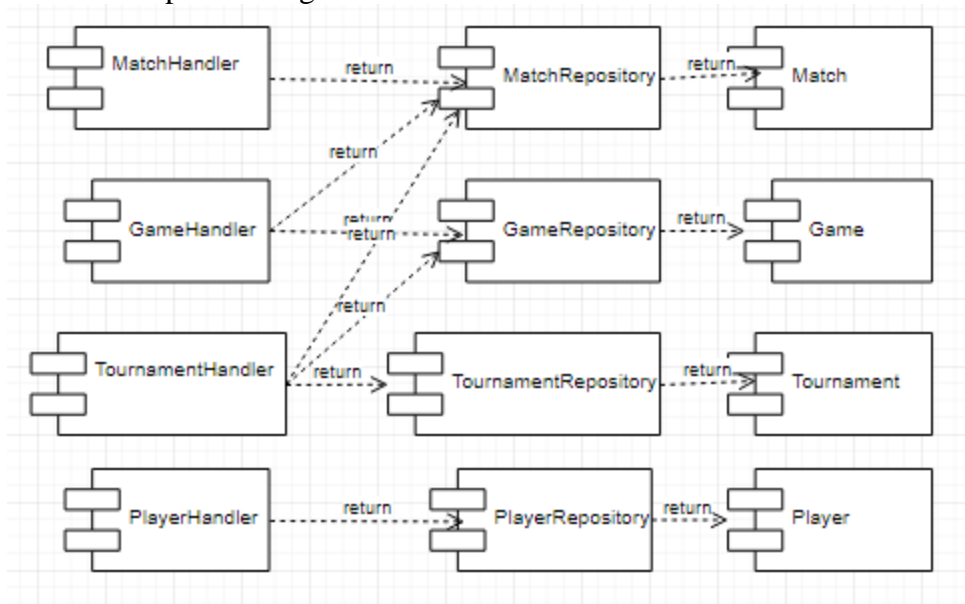 MatchHandler
return
MatchRepository
return
Match
return
GameHandler
return
return
GameRepository
return
Game
return
TournamentHandler
return
TournamentRepository
return
Tournament
PlayerHandler
return
PlayerRepository
return
Player